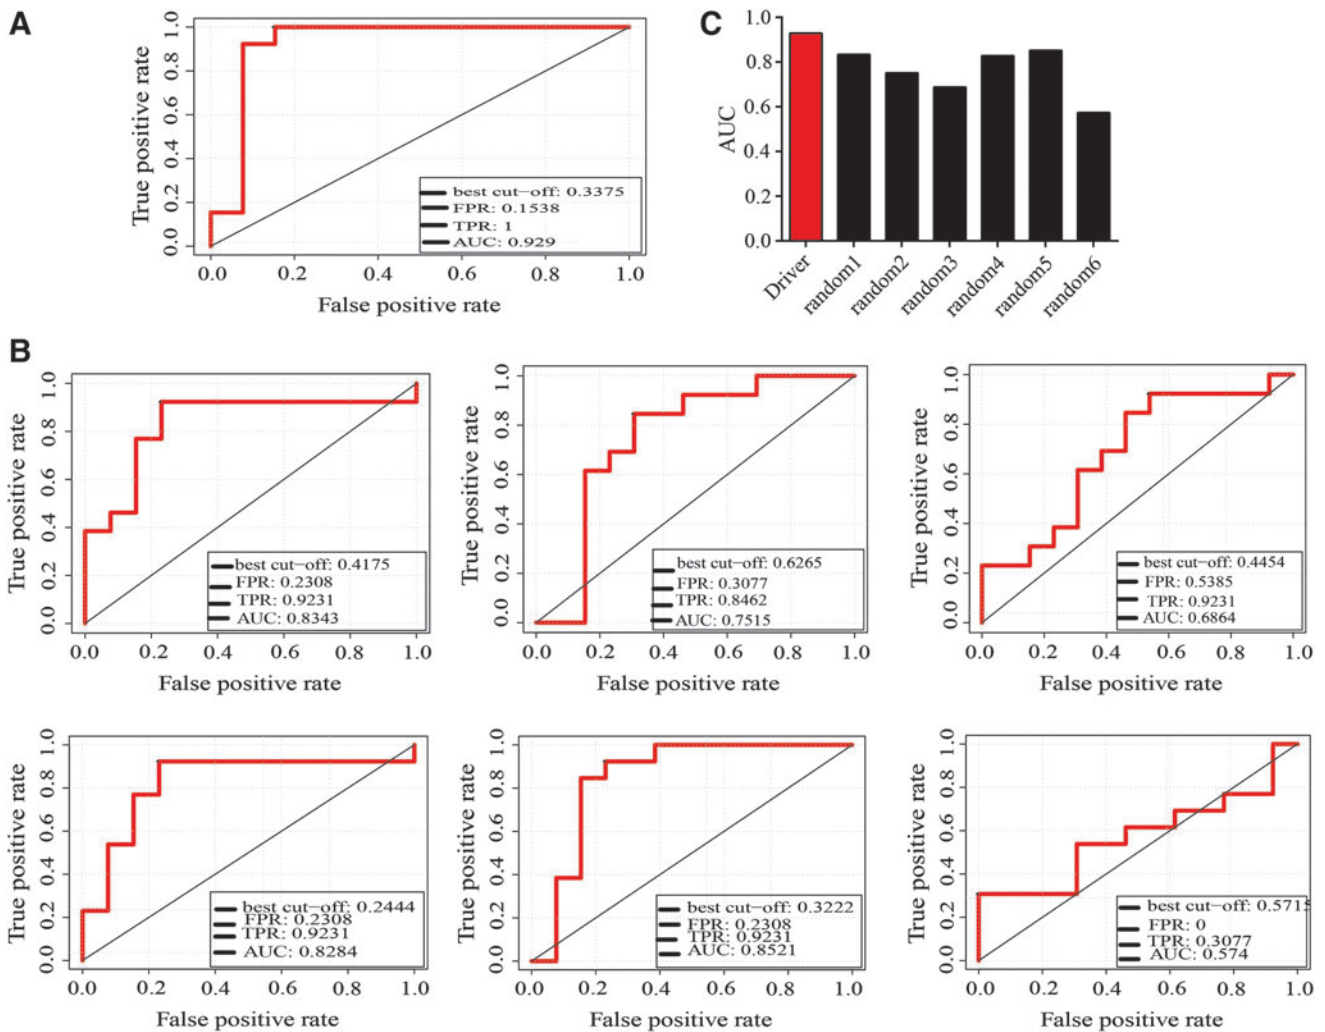 A
True positive rate
0.0 0.2 0.4 0.6 0.8 1.0
best cut-off: 0.3375
FPR: 0.1538
TPR: 1
AUC: 0.929
0.0 0.2 0.4 0.6 0.8 1.0
False positive rate
C
AUC
1.0
0.8
0.6
0.4
0.2
0.0
Driver random1 random2 random3 random4 random5 random6
B
True positive rate
0.0 0.2 0.4 0.6 0.8 1.0
best cut-off: 0.4175
FPR: 0.2308
TPR: 0.9231
AUC: 0.8343
0.0 0.2 0.4 0.6 0.8 1.0
False positive rate
True positive rate
0.0 0.2 0.4 0.6 0.8 1.0
best cut-off: 0.6265
FPR: 0.3077
TPR: 0.8462
AUC: 0.7515
0.0 0.2 0.4 0.6 0.8 1.0
False positive rate
True positive rate
0.0 0.2 0.4 0.6 0.8 1.0
best cut-off: 0.4454
FPR: 0.5385
TPR: 0.9231
AUC: 0.6864
0.0 0.2 0.4 0.6 0.8 1.0
False positive rate
True positive rate
0.0 0.2 0.4 0.6 0.8 1.0
best cut-off: 0.2444
FPR: 0.2308
TPR: 0.9231
AUC: 0.8284
0.0 0.2 0.4 0.6 0.8 1.0
False positive rate
True positive rate
0.0 0.2 0.4 0.6 0.8 1.0
best cut-off: 0.3222
FPR: 0.2308
TPR: 0.9231
AUC: 0.8521
0.0 0.2 0.4 0.6 0.8 1.0
False positive rate
True positive rate
0.0 0.2 0.4 0.6 0.8 1.0
best cut-off: 0.5715
FPR: 0
TPR: 0.3077
AUC: 0.574
0.0 0.2 0.4 0.6 0.8 1.0
False positive rate